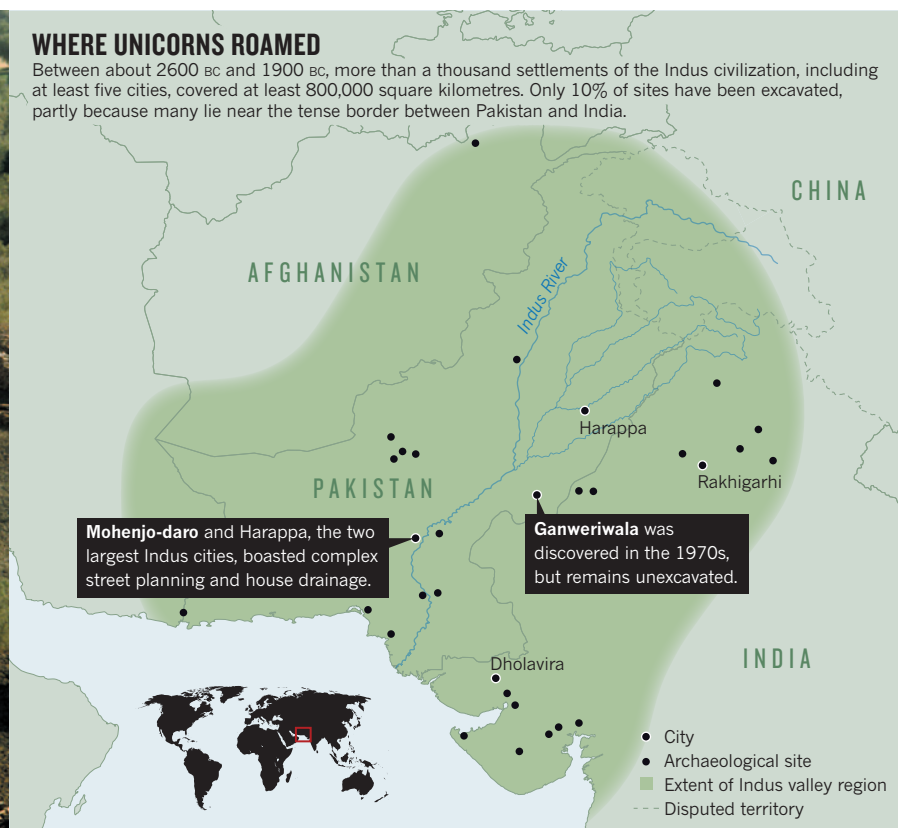 WHERE UNICORNS ROAMED
Between about 2600 BC and 1900 BC, more than a thousand settlements of the Indus civilization, including
at least five cities, covered at least 800,000 square kilometres. Only 10% of sites have been excavated,
partly because many lie near the tense border between Pakistan and India.
CHINA
AFGHANISTAN
Indus River
Harappa
Rakhigarhi
PAKISTAN
Mohenjo-daro and Harappa, the two
largest Indus cities, boasted complex
street planning and house drainage.
Ganweriwala was
discovered in the 1970s,
but remains unexcavated.
Dholavira
INDIA
City
Archaeological site
Extent of Indus valley region
Disputed territory